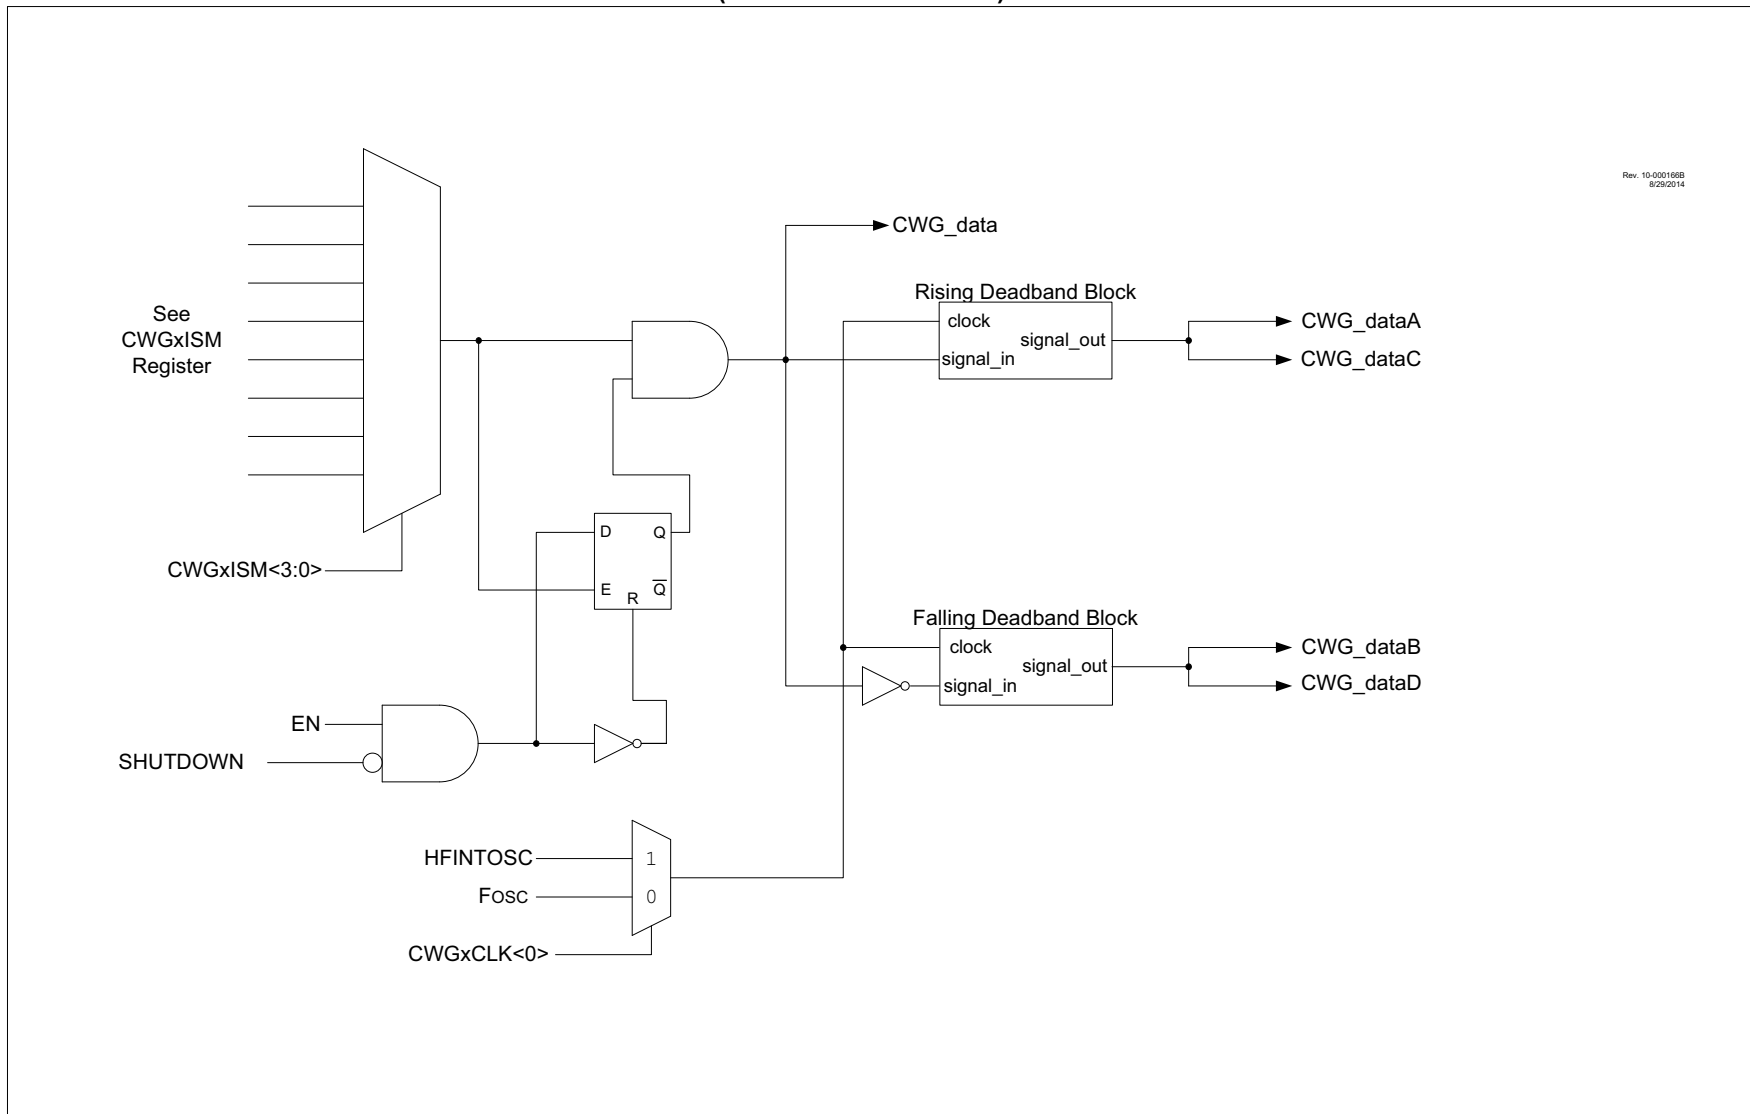 Rev. 10-000166B
8/29/2014
CWG_data
Rising Deadband Block
clock
signal_out
signal_in
CWG_dataA
CWG_dataC
See
CWGxISM
Register
D
Q
E
R
Q̅
CWGxISM<3:0>
Falling Deadband Block
clock
signal_out
signal_in
CWG_dataB
CWG_dataD
EN
SHUTDOWN
HFINTOSC
1
FOSC
0
CWGxCLK<0>